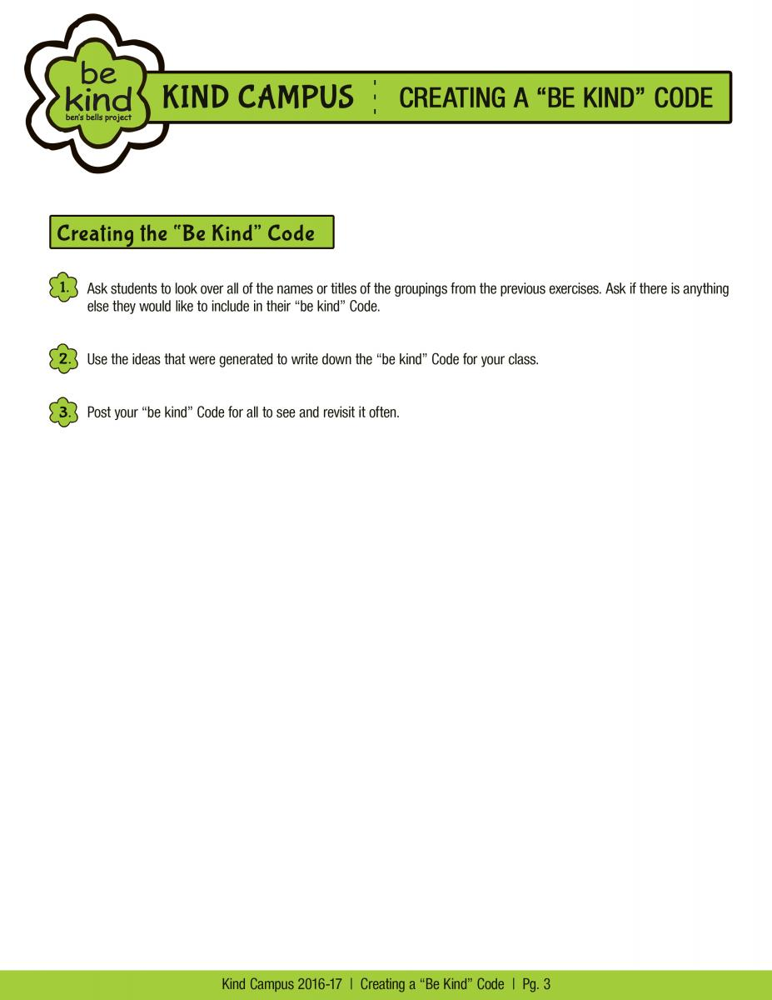 be
kind
ben's bells project
KIND CAMPUS
CREATING A “BE KIND” CODE
Creating the “Be Kind” Code
1. Ask students to look over all of the names or titles of the groupings from the previous exercises. Ask if there is anything
else they would like to include in their “be kind” Code.
2. Use the ideas that were generated to write down the “be kind” Code for your class.
3. Post your “be kind” Code for all to see and revisit it often.
Kind Campus 2016-17 | Creating a “Be Kind” Code | Pg. 3